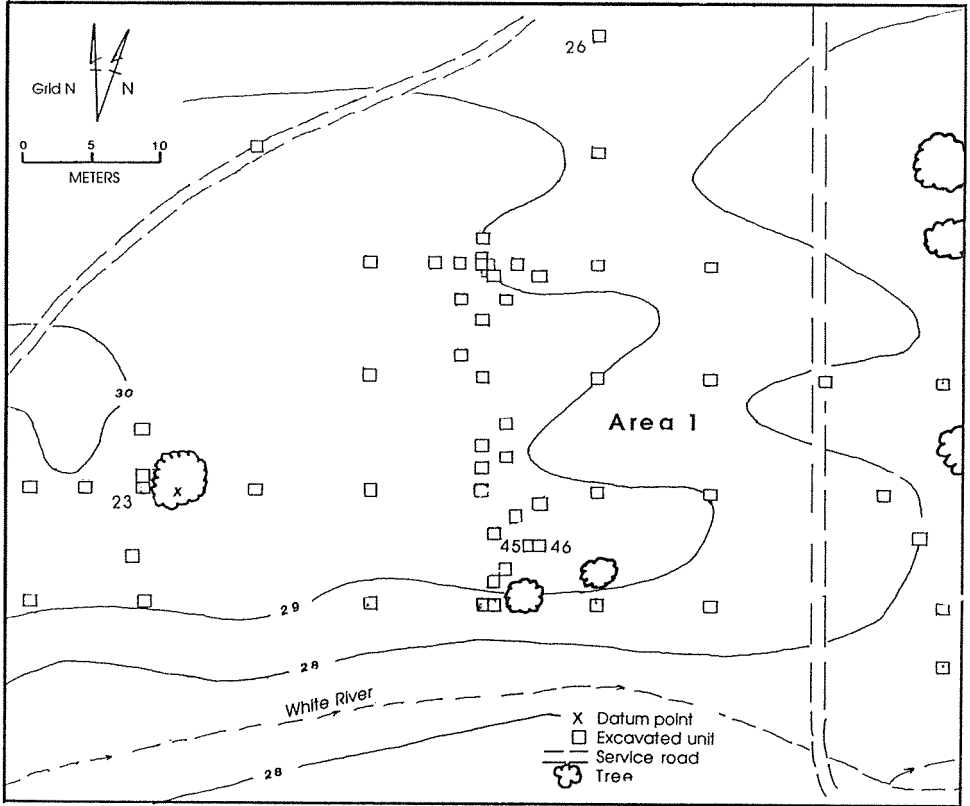 26
Grid N
N
0 5 10
METERS
30
Area 1
23
45 46
29
28
White River
X Datum point
Excavated unit
Service road
Tree
28
x